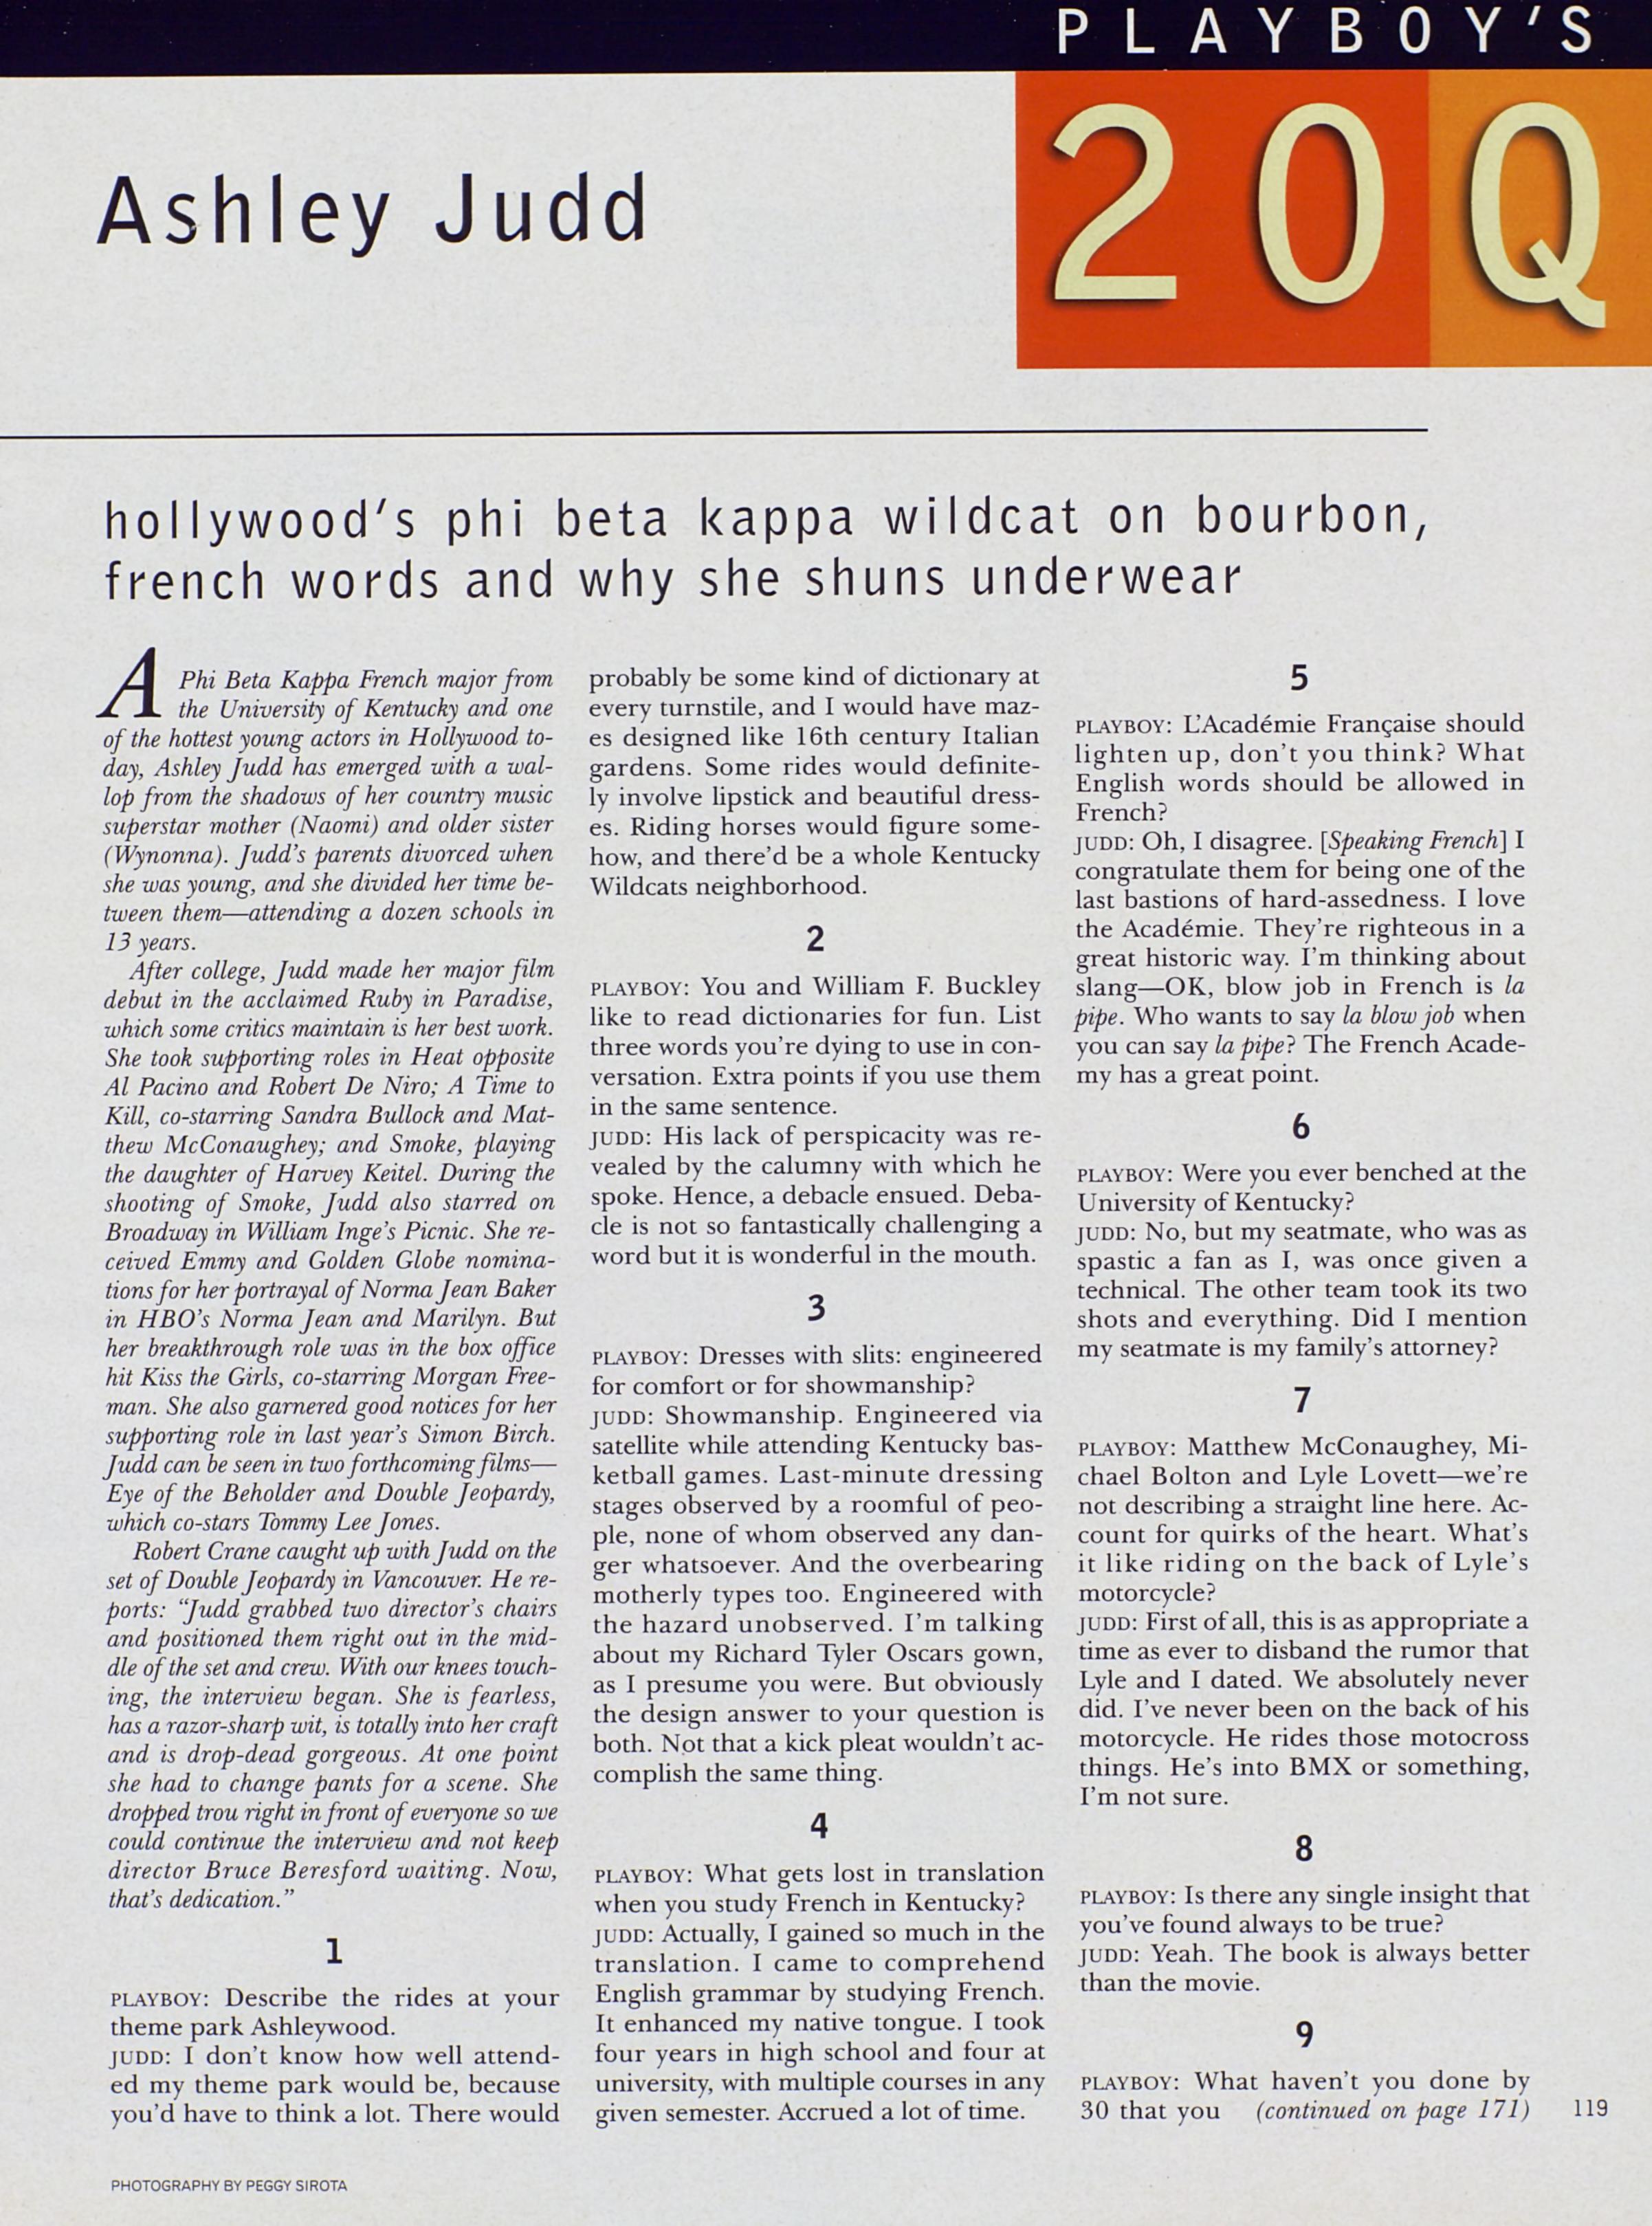 PLAYBOY'S
20Q
Ashley Judd
hollywood's phi beta kappa wildcat on bourbon,
french words and why she shuns underwear
A Phi Beta Kappa French major from
the University of Kentucky and one
of the hottest young actors in Hollywood to-
day, Ashley Judd has emerged with a wal-
lop from the shadows of her country music
superstar mother (Naomi) and older sister
(Wynonna). Judd's parents divorced when
she was young, and she divided her time be-
tween them—attending a dozen schools in
13 years.
After college, Judd made her major film
debut in the acclaimed Ruby in Paradise,
which some critics maintain is her best work.
She took supporting roles in Heat opposite
Al Pacino and Robert De Niro; A Time to
Kill, co-starring Sandra Bullock and Mat-
thew McConaughey; and Smoke, playing
the daughter of Harvey Keitel. During the
shooting of Smoke, Judd also starred on
Broadway in William Inge's Picnic. She re-
ceived Emmy and Golden Globe nomina-
tions for her portrayal of Norma Jean Baker
in HBO's Norma Jean and Marilyn. But
her breakthrough role was in the box office
hit Kiss the Girls, co-starring Morgan Free-
man. She also garnered good notices for her
supporting role in last year's Simon Birch.
Judd can be seen in two forthcoming films—
Eye of the Beholder and Double Jeopardy,
which co-stars Tommy Lee Jones.
Robert Crane caught up with Judd on the
set of Double Jeopardy in Vancouver. He re-
ports: “Judd grabbed two director's chairs
and positioned them right out in the mid-
dle of the set and crew. With our knees touch-
ing, the interview began. She is fearless,
has a razor-sharp wit, is totally into her craft
and is drop-dead gorgeous. At one point
she had to change pants for a scene. She
dropped trou right in front of everyone so we
could continue the interview and not keep
director Bruce Beresford waiting. Now,
that's dedication.”
1
PLAYBOY: Describe the rides at your
theme park Ashleywood.
JUDD: I don't know how well attend-
ed my theme park would be, because
you'd have to think a lot. There would
probably be some kind of dictionary at
every turnstile, and I would have maz-
es designed like 16th century Italian
gardens. Some rides would definite-
ly involve lipstick and beautiful dress-
es. Riding horses would figure some-
how, and there'd be a whole Kentucky
Wildcats neighborhood.
2
PLAYBOY: You and William F. Buckley
like to read dictionaries for fun. List
three words you're dying to use in con-
versation. Extra points if you use them
in the same sentence.
JUDD: His lack of perspicacity was re-
vealed by the calumny with which he
spoke. Hence, a debacle ensued. Deba-
cle is not so fantastically challenging a
word but it is wonderful in the mouth.
3
PLAYBOY: Dresses with slits: engineered
for comfort or for showmanship?
JUDD: Showmanship. Engineered via
satellite while attending Kentucky bas-
ketball games. Last-minute dressing
stages observed by a roomful of peo-
ple, none of whom observed any dan-
ger whatsoever. And the overbearing
motherly types too. Engineered with
the hazard unobserved. I'm talking
about my Richard Tyler Oscars gown,
as I presume you were. But obviously
the design answer to your question is
both. Not that a kick pleat wouldn't ac-
complish the same thing.
4
PLAYBOY: What gets lost in translation
when you study French in Kentucky?
JUDD: Actually, I gained so much in the
translation. I came to comprehend
English grammar by studying French.
It enhanced my native tongue. I took
four years in high school and four at
university, with multiple courses in any
given semester. Accrued a lot of time.
5
PLAYBOY: L'Académie Française should
lighten up, don't you think? What
English words should be allowed in
French?
JUDD: Oh, I disagree. [Speaking French] I
congratulate them for being one of the
last bastions of hard-assedness. I love
the Académie. They're righteous in a
great historic way. I'm thinking about
slang—OK, blow job in French is la
pipe. Who wants to say la blow job when
you can say la pipe? The French Acade-
my has a great point.
6
PLAYBOY: Were you ever benched at the
University of Kentucky?
JUDD: No, but my seatmate, who was as
spastic a fan as I, was once given a
technical. The other team took its two
shots and everything. Did I mention
my seatmate is my family's attorney?
7
PLAYBOY: Matthew McConaughey, Mi-
chael Bolton and Lyle Lovett—we're
not describing a straight line here. Ac-
count for quirks of the heart. What's
it like riding on the back of Lyle's
motorcycle?
JUDD: First of all, this is as appropriate a
time as ever to disband the rumor that
Lyle and I dated. We absolutely never
did. I've never been on the back of his
motorcycle. He rides those motocross
things. He's into BMX or something,
I'm not sure.
8
PLAYBOY: Is there any single insight that
you've found always to be true?
JUDD: Yeah. The book is always better
than the movie.
9
PLAYBOY: What haven't you done by
30 that you (continued on page 171)
119
PHOTOGRAPHY BY PEGGY SIROTA